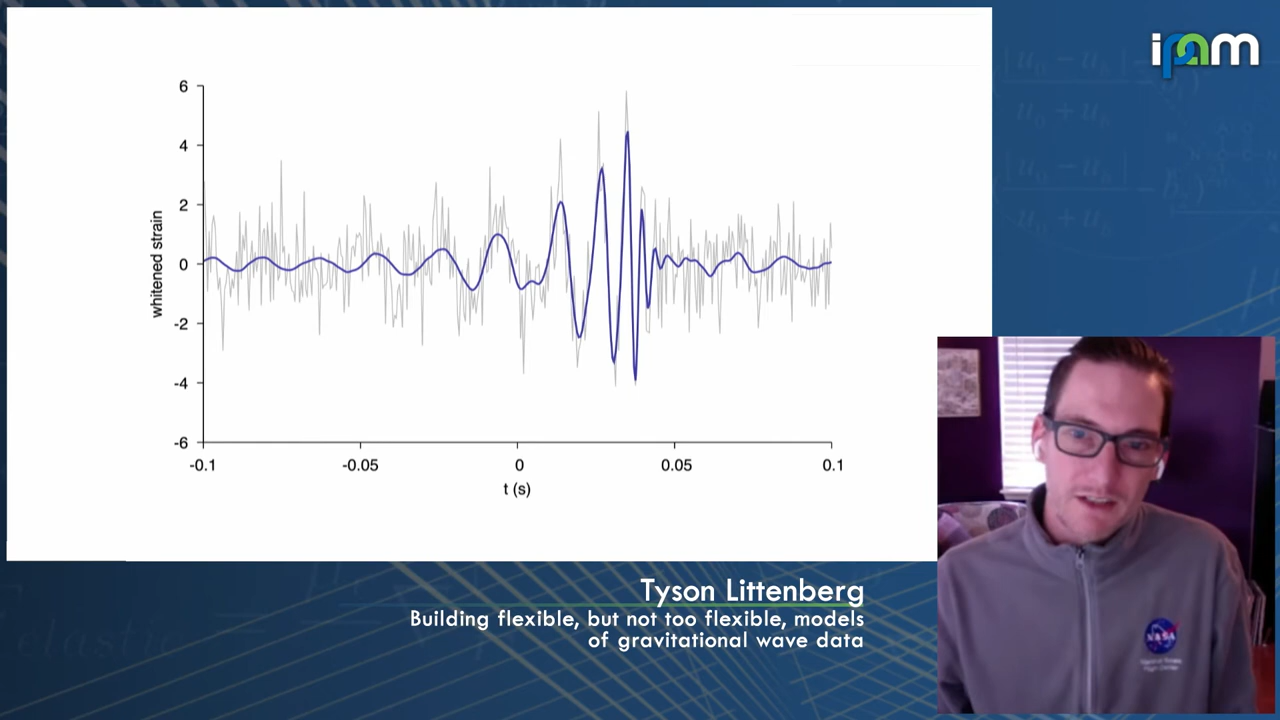 ipam
6
4
2
0
-2
-4
-6
whitened strain
-0.1
-0.05
0
0.05
0.1
t (s)
Tyson Littenberg
Building flexible, but not too flexible, models
of gravitational wave data
NASA